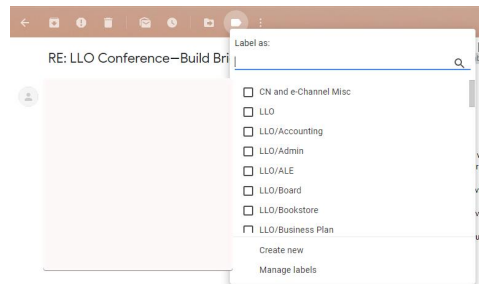 RE: LLO Conference—Build Bri
Label as:
CN and e-Channel Misc
LLO
LLO/Accounting
LLO/Admin
LLO/ALE
LLO/Board
LLO/Bookstore
LLO/Business Plan
Create new
Manage labels